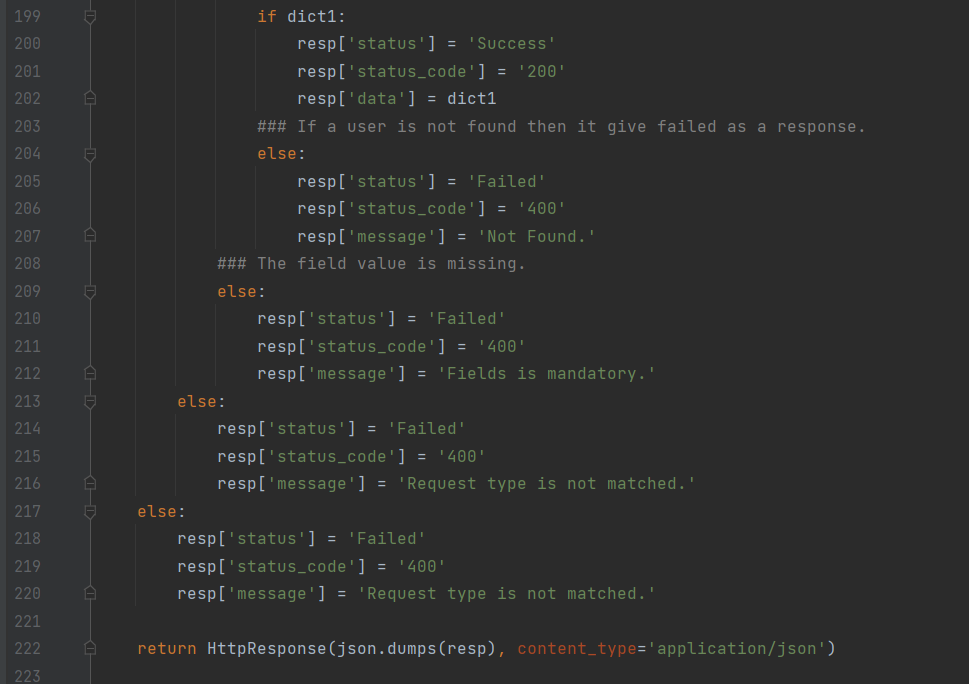 199 if dict1:
200 resp['status'] = 'Success'
201 resp['status_code'] = '200'
202 resp['data'] = dict1
203 ### If a user is not found then it give failed as a response.
204 else:
205 resp['status'] = 'Failed'
206 resp['status_code'] = '400'
207 resp['message'] = 'Not Found.'
208 ### The field value is missing.
209 else:
210 resp['status'] = 'Failed'
211 resp['status_code'] = '400'
212 resp['message'] = 'Fields is mandatory.'
213 else:
214 resp['status'] = 'Failed'
215 resp['status_code'] = '400'
216 resp['message'] = 'Request type is not matched.'
217 else:
218 resp['status'] = 'Failed'
219 resp['status_code'] = '400'
220 resp['message'] = 'Request type is not matched.'
221
222 return HttpResponse(json.dumps(resp), content_type='application/json')
223